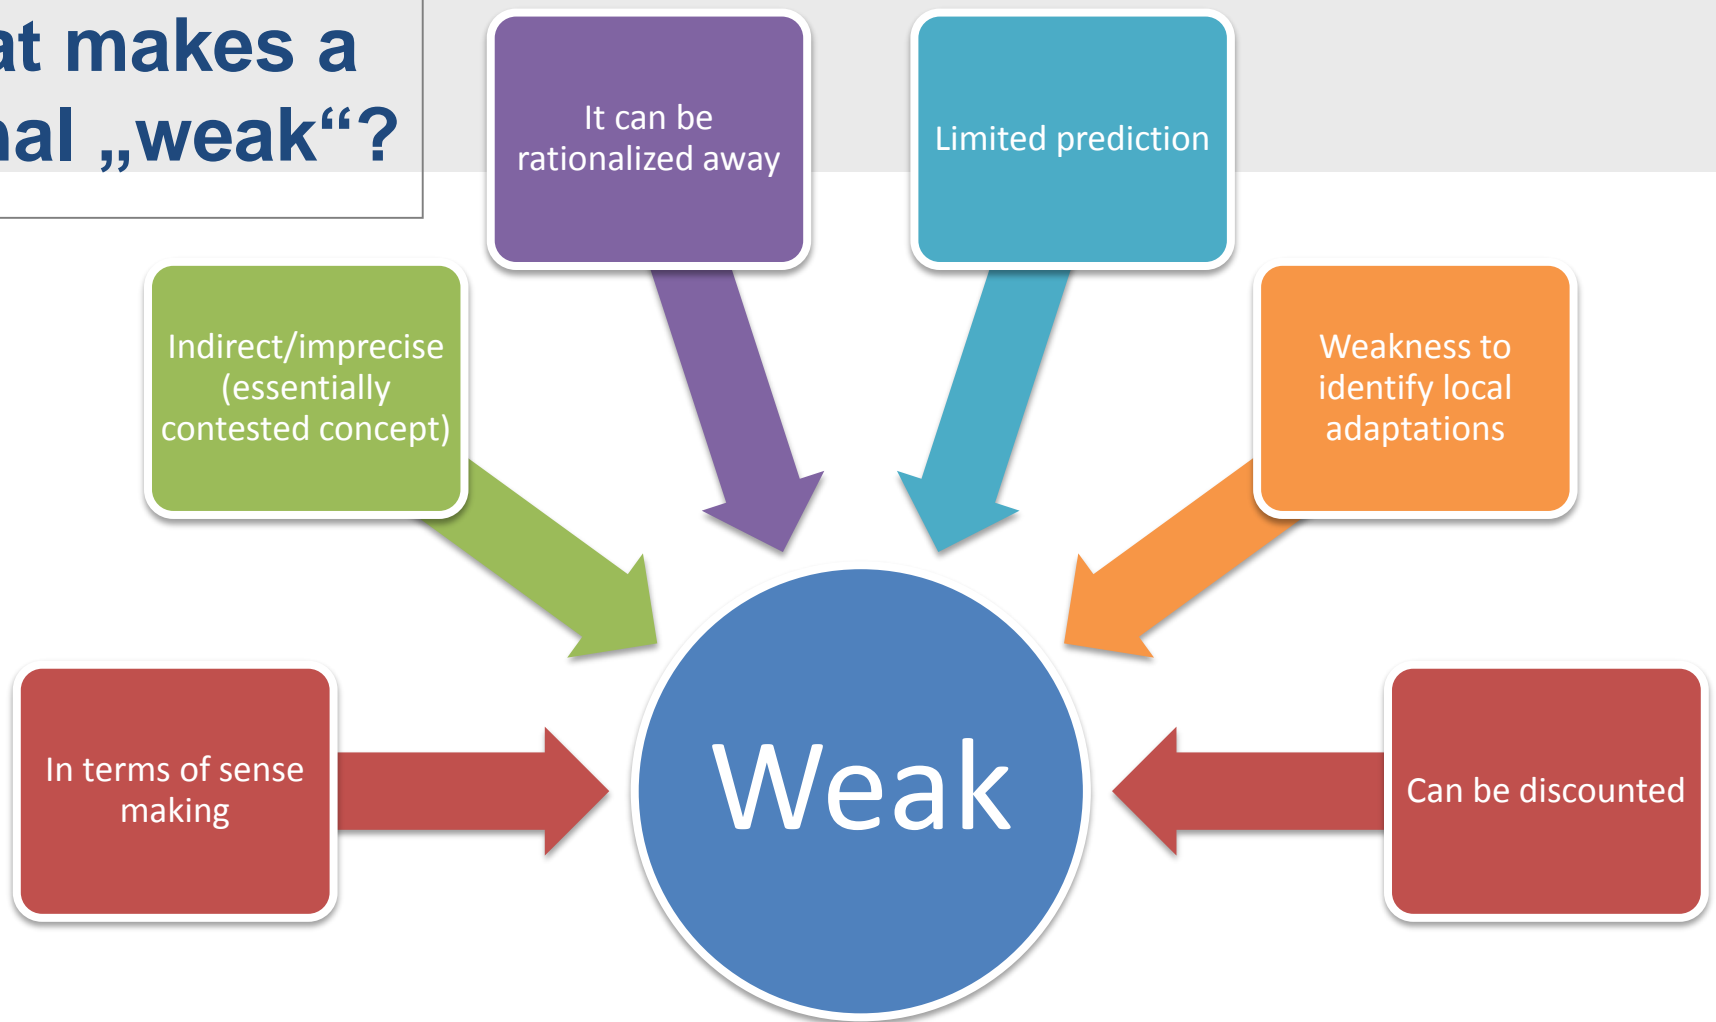 at makes a
nal „weak“?
It can be
rationalized away
Limited prediction
Indirect/imprecise
(essentially
contested concept)
Weakness to
identify local
adaptations
In terms of sense
making
Weak
Can be discounted